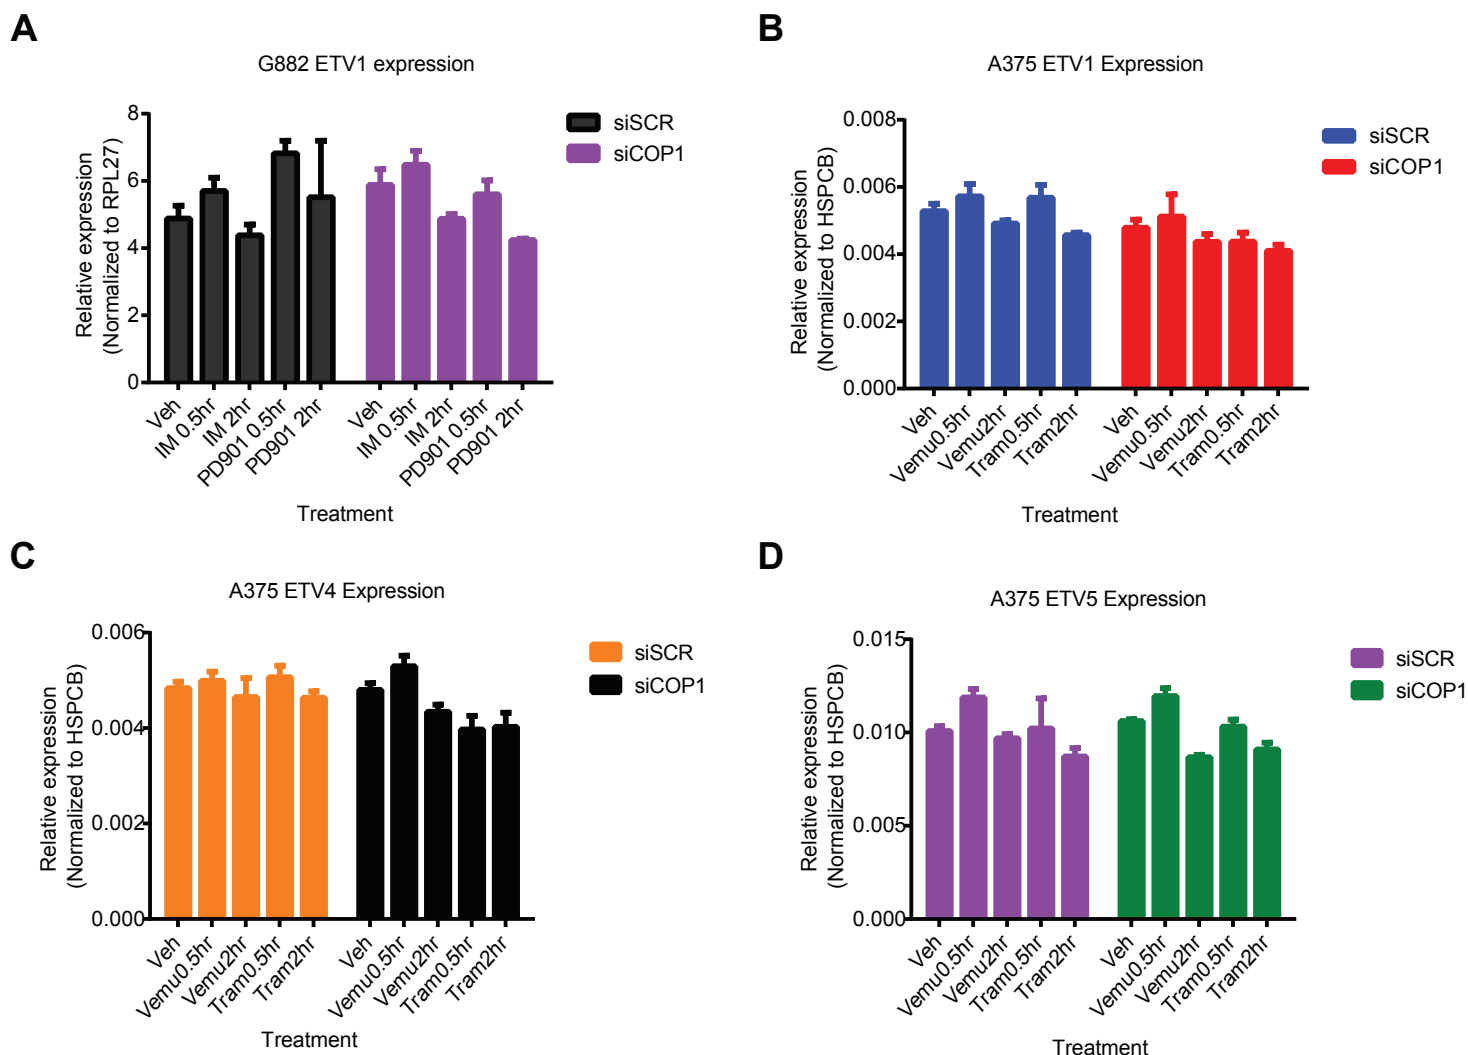 A
G882 ETV1 expression
Relative expression
(Normalized to RPL27)
8
6
4
2
0
siSCR
siCOP1
Veh
IM 0.5hr
IM 2hr
PD901 0.5hr
PD901 2hr
Veh
IM 0.5hr
IM 2hr
PD901 0.5hr
PD901 2hr
Treatment
B
A375 ETV1 Expression
Relative expression
(Normalized to HSPCB)
0.008
0.006
0.004
0.002
0.000
siSCR
siCOP1
Veh
Vemu0.5hr
Vemu2hr
Tram0.5hr
Tram2hr
Veh
Vemu0.5hr
Vemu2hr
Tram0.5hr
Tram2hr
Treatment
C
A375 ETV4 Expression
Relative expression
(Normalized to HSPCB)
0.006
0.004
0.002
0.000
siSCR
siCOP1
Veh
Vemu0.5hr
Vemu2hr
Tram0.5hr
Tram2hr
Veh
Vemu0.5hr
Vemu2hr
Tram0.5hr
Tram2hr
Treatment
D
A375 ETV5 Expression
Relative expression
(Normalized to HSPCB)
0.015
0.010
0.005
0.000
siSCR
siCOP1
Veh
Vemu0.5hr
Vemu2hr
Tram0.5hr
Tram2hr
Veh
Vemu0.5hr
Vemu2hr
Tram0.5hr
Tram2hr
Treatment